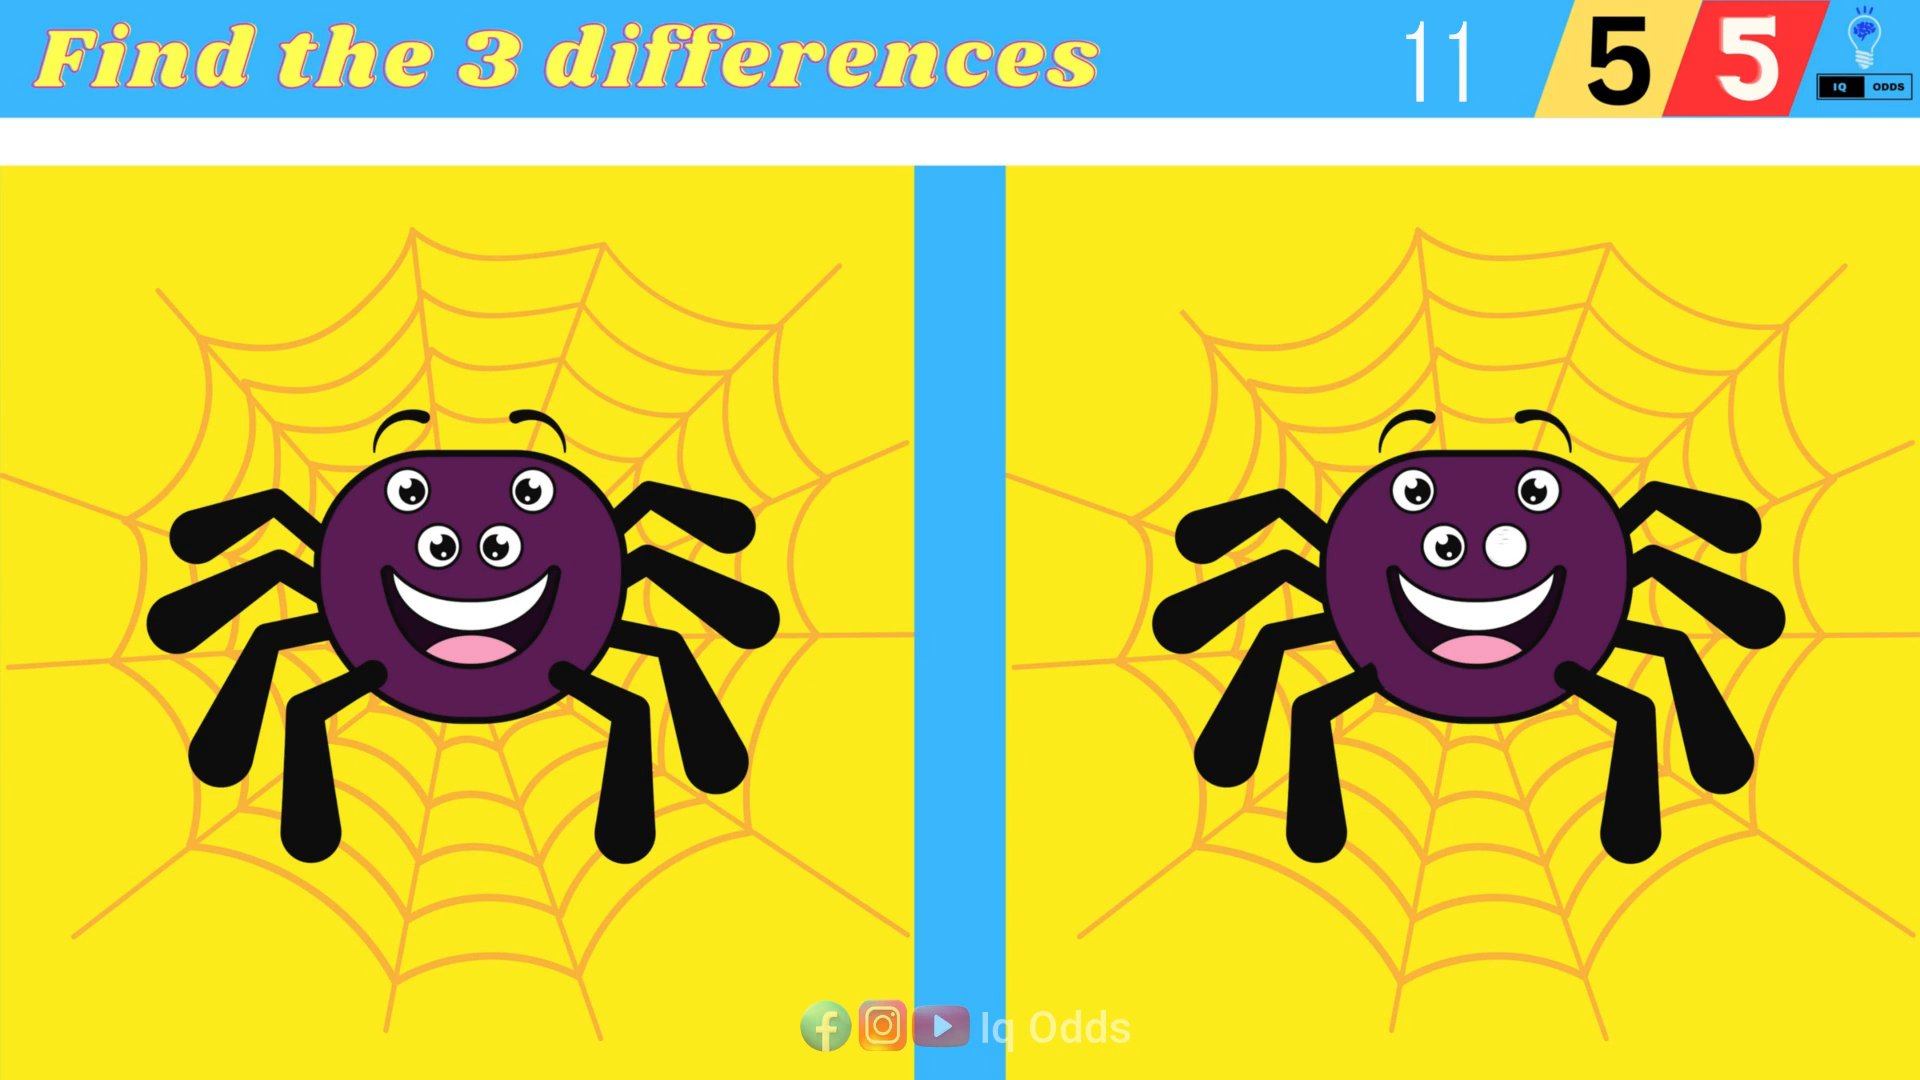 Find the 3 differences
11
5
5
IQ ODDS
Iq Odds